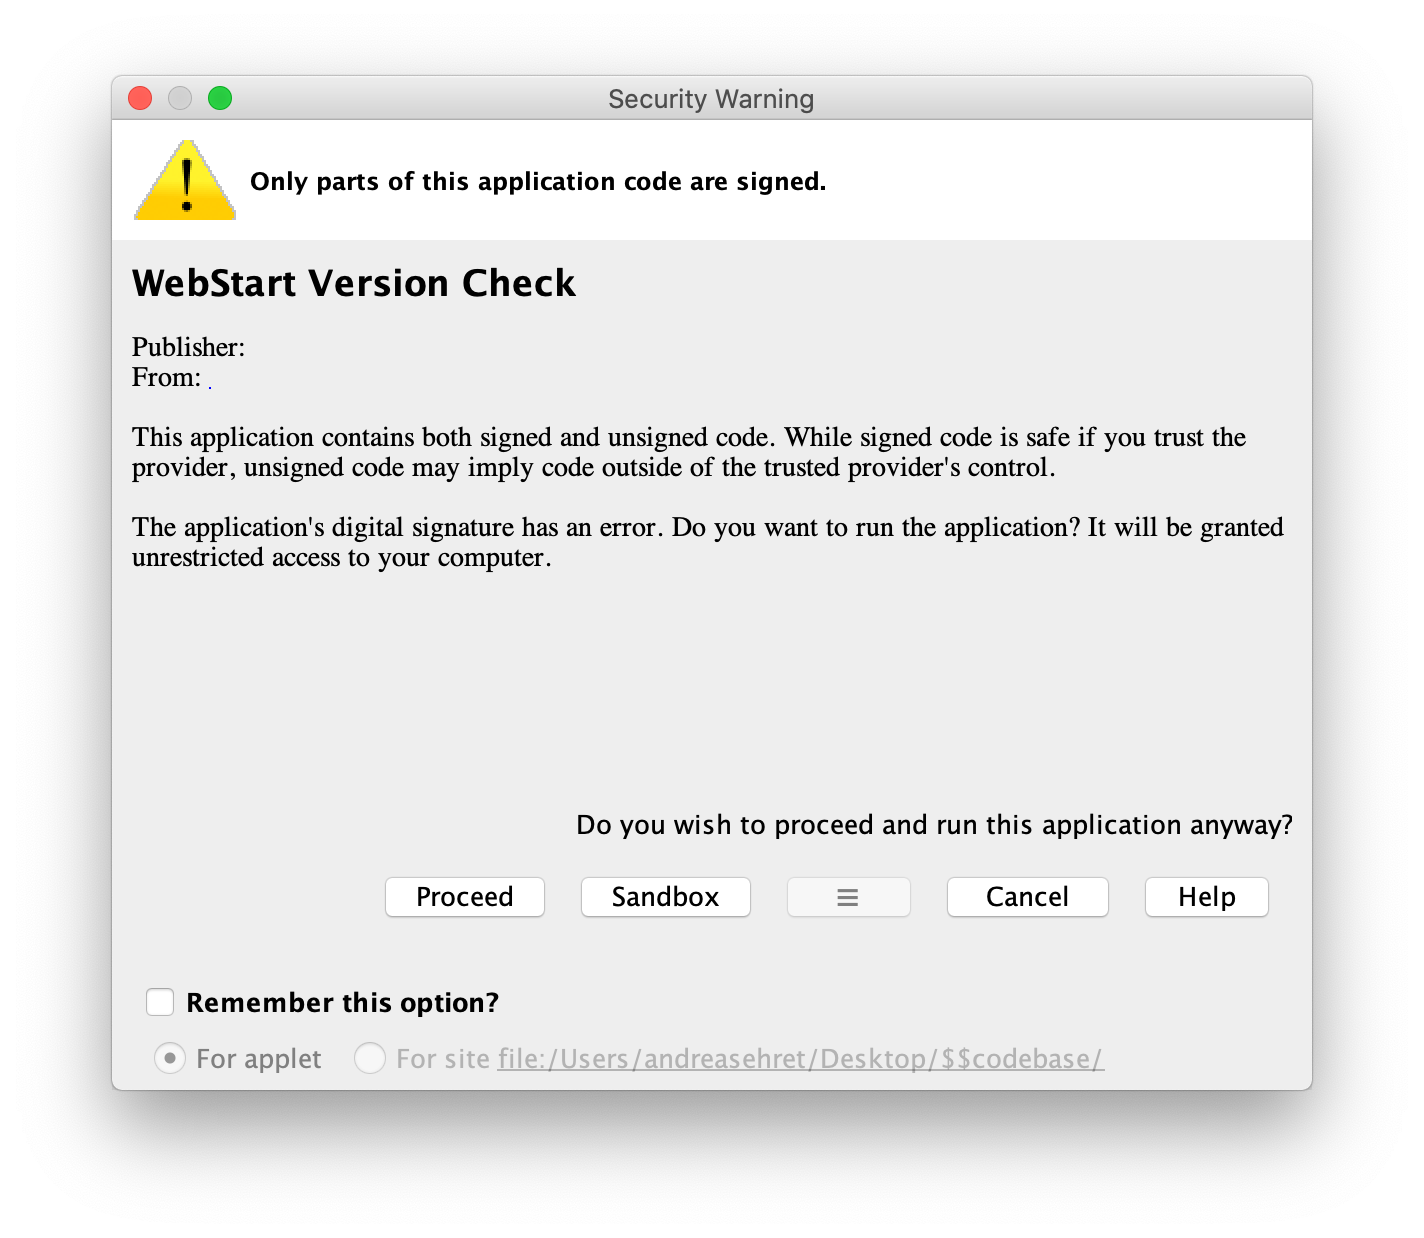 Security Warning
Only parts of this application code are signed.
WebStart Version Check
Publisher:
From:
This application contains both signed and unsigned code. While signed code is safe if you trust the
provider, unsigned code may imply code outside of the trusted provider's control.
The application's digital signature has an error. Do you want to run the application? It will be granted
unrestricted access to your computer.
Do you wish to proceed and run this application anyway?
Proceed Sandbox Cancel Help
Remember this option?
For applet For site file:/Users/andreasehret/Desktop/$$codebase/